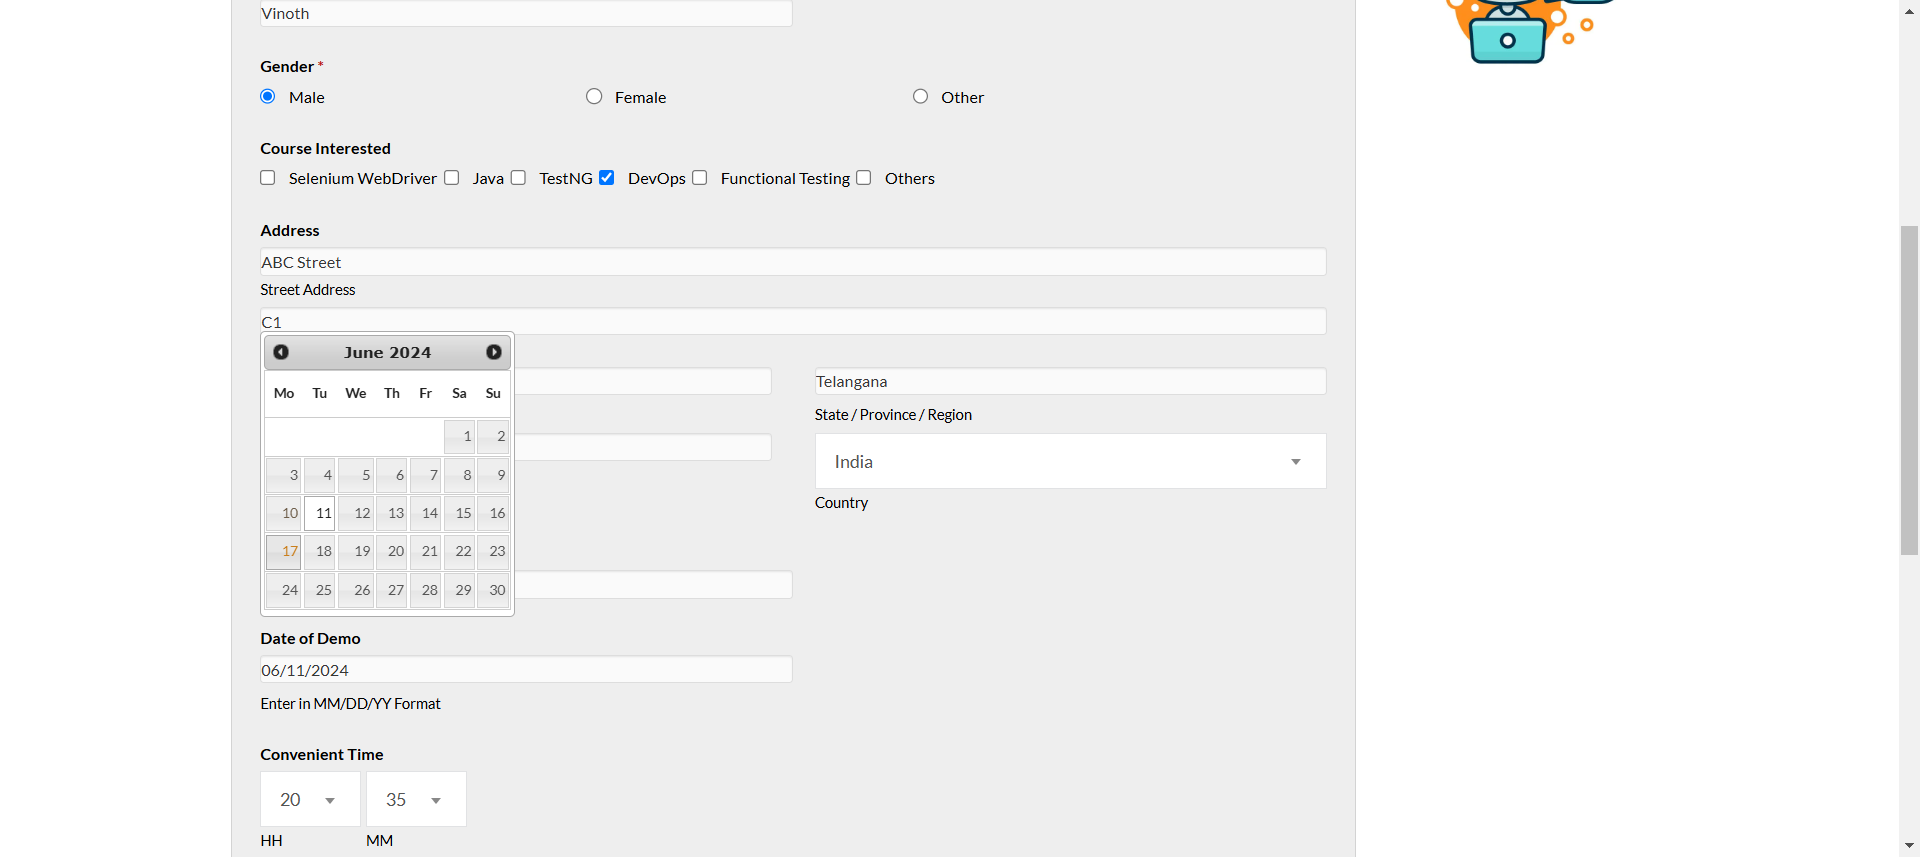 Vinoth
Gender *
Male Female Other
Course Interested
Selenium WebDriver Java TestNG DevOps Functional Testing Others
Address
ABC Street
Street Address
C1
June 2024
Mo Tu We Th Fr Sa Su
1 2
3 4 5 6 7 8 9
10 11 12 13 14 15 16
17 18 19 20 21 22 23
24 25 26 27 28 29 30
Telangana
State / Province / Region
India
Country
Date of Demo
06/11/2024
Enter in MM/DD/YY Format
Convenient Time
20 35
HH MM